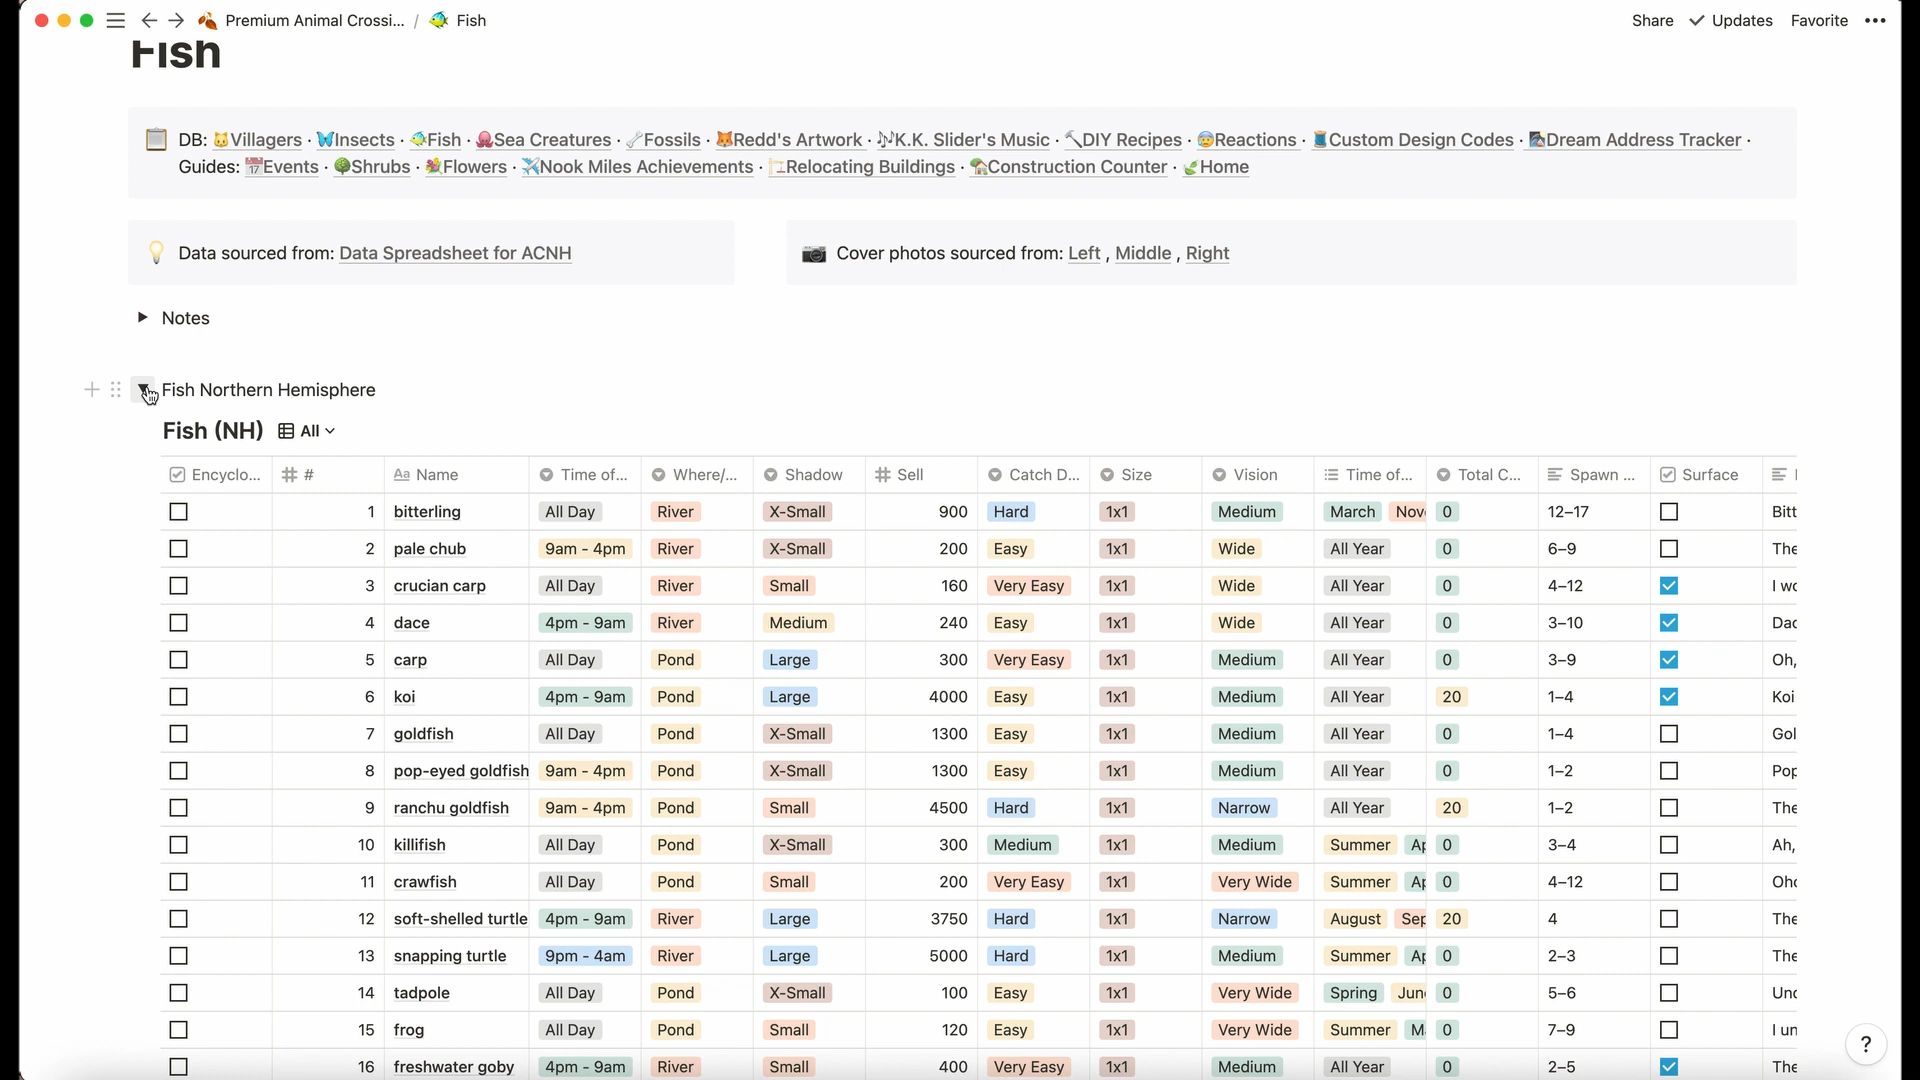 Premium Animal Crossi... / Fish
Share Updates Favorite
Fish
DB: Villagers · Insects · Fish · Sea Creatures · Fossils · Redd's Artwork · K.K. Slider's Music · DIY Recipes · Reactions · Custom Design Codes · Dream Address Tracker ·
Guides: Events · Shrubs · Flowers · Nook Miles Achievements · Relocating Buildings · Construction Counter · Home
Data sourced from: Data Spreadsheet for ACNH
Cover photos sourced from: Left , Middle , Right
Notes
Fish Northern Hemisphere
Fish (NH) All
Encyclo... # # Aa Name Time of... Where/... Shadow # Sell Catch D... Size Vision Time of... Total C... Spawn ... Surface
1 bitterling All Day River X-Small 900 Hard 1x1 Medium March Nov 0 12–17 Bitt
2 pale chub 9am - 4pm River X-Small 200 Easy 1x1 Wide All Year 0 6–9 The
3 crucian carp All Day River Small 160 Very Easy 1x1 Wide All Year 0 4–12 I wo
4 dace 4pm - 9am River Medium 240 Easy 1x1 Wide All Year 0 3–10 Dac
5 carp All Day Pond Large 300 Very Easy 1x1 Medium All Year 0 3–9 Oh,
6 koi 4pm - 9am Pond Large 4000 Easy 1x1 Medium All Year 20 1–4 Koi
7 goldfish All Day Pond X-Small 1300 Easy 1x1 Medium All Year 0 1–4 Gol
8 pop-eyed goldfish 9am - 4pm Pond X-Small 1300 Easy 1x1 Medium All Year 0 1–2 Pop
9 ranchu goldfish 9am - 4pm Pond Small 4500 Hard 1x1 Narrow All Year 20 1–2 The
10 killifish All Day Pond X-Small 300 Medium 1x1 Medium Summer Ap 0 3–4 Ah,
11 crawfish All Day Pond Small 200 Very Easy 1x1 Very Wide Summer Ap 0 4–12 Oho
12 soft-shelled turtle 4pm - 9am River Large 3750 Hard 1x1 Narrow August Sep 20 4 The
13 snapping turtle 9pm - 4am River Large 5000 Hard 1x1 Medium Summer Ap 0 2–3 The
14 tadpole All Day Pond X-Small 100 Easy 1x1 Very Wide Spring Jun 0 5–6 Unc
15 frog All Day Pond Small 120 Easy 1x1 Very Wide Summer M 0 7–9 I un
16 freshwater goby 4pm - 9am River Small 400 Very Easy 1x1 Medium All Year 0 2–5 The
?